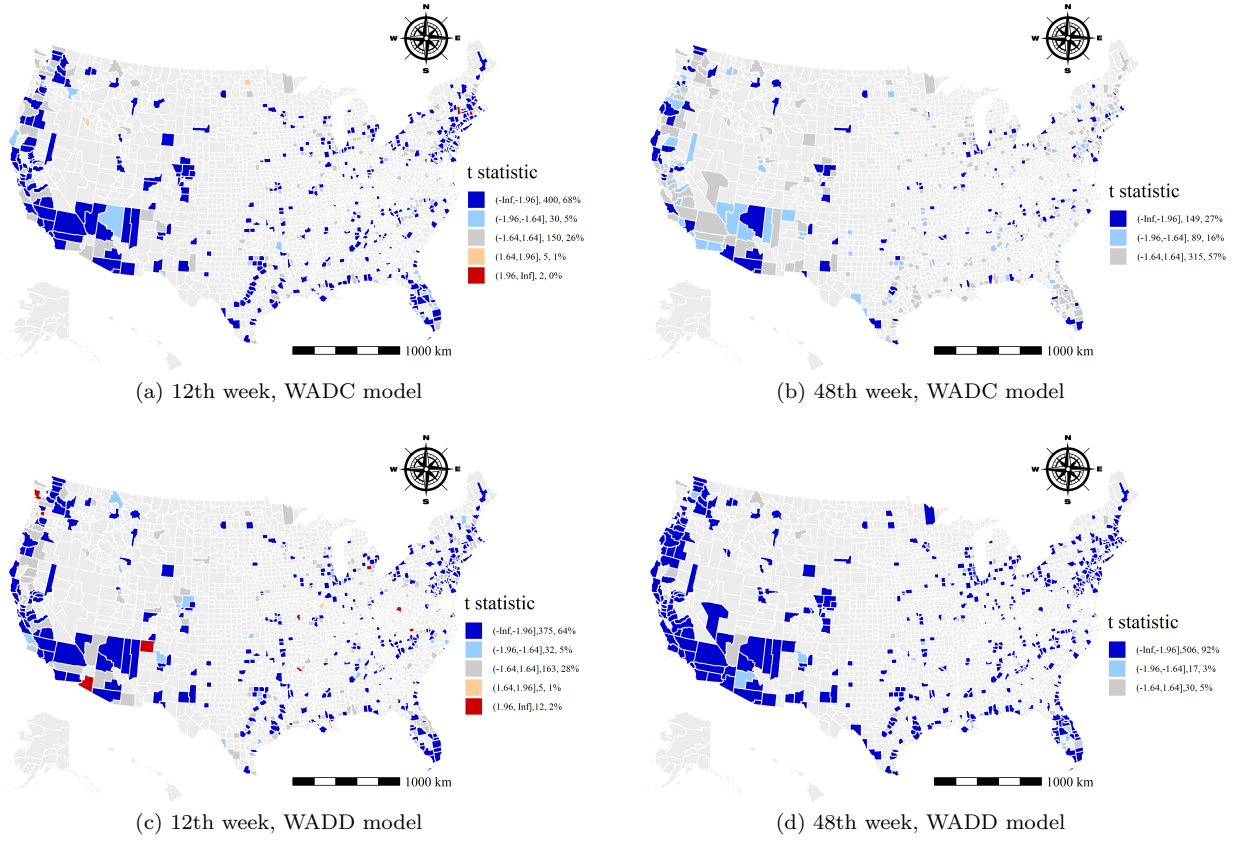 N
W E
S
t statistic
(-Inf,-1.96], 400, 68%
(-1.96,-1.64], 30, 5%
(-1.64,1.64], 150, 26%
(1.64,1.96], 5, 1%
(1.96, Inf], 2, 0%
1000 km
(a) 12th week, WADC model
N
W E
S
t statistic
(-Inf,-1.96], 149, 27%
(-1.96,-1.64], 89, 16%
(-1.64,1.64], 315, 57%
1000 km
(b) 48th week, WADC model
N
W E
S
t statistic
(-Inf,-1.96],375, 64%
(-1.96,-1.64],32, 5%
(-1.64,1.64],163, 28%
(1.64,1.96],5, 1%
(1.96, Inf],12, 2%
1000 km
(c) 12th week, WADD model
N
W E
S
t statistic
(-Inf,-1.96],506, 92%
(-1.96,-1.64],17, 3%
(-1.64,1.64],30, 5%
1000 km
(d) 48th week, WADD model